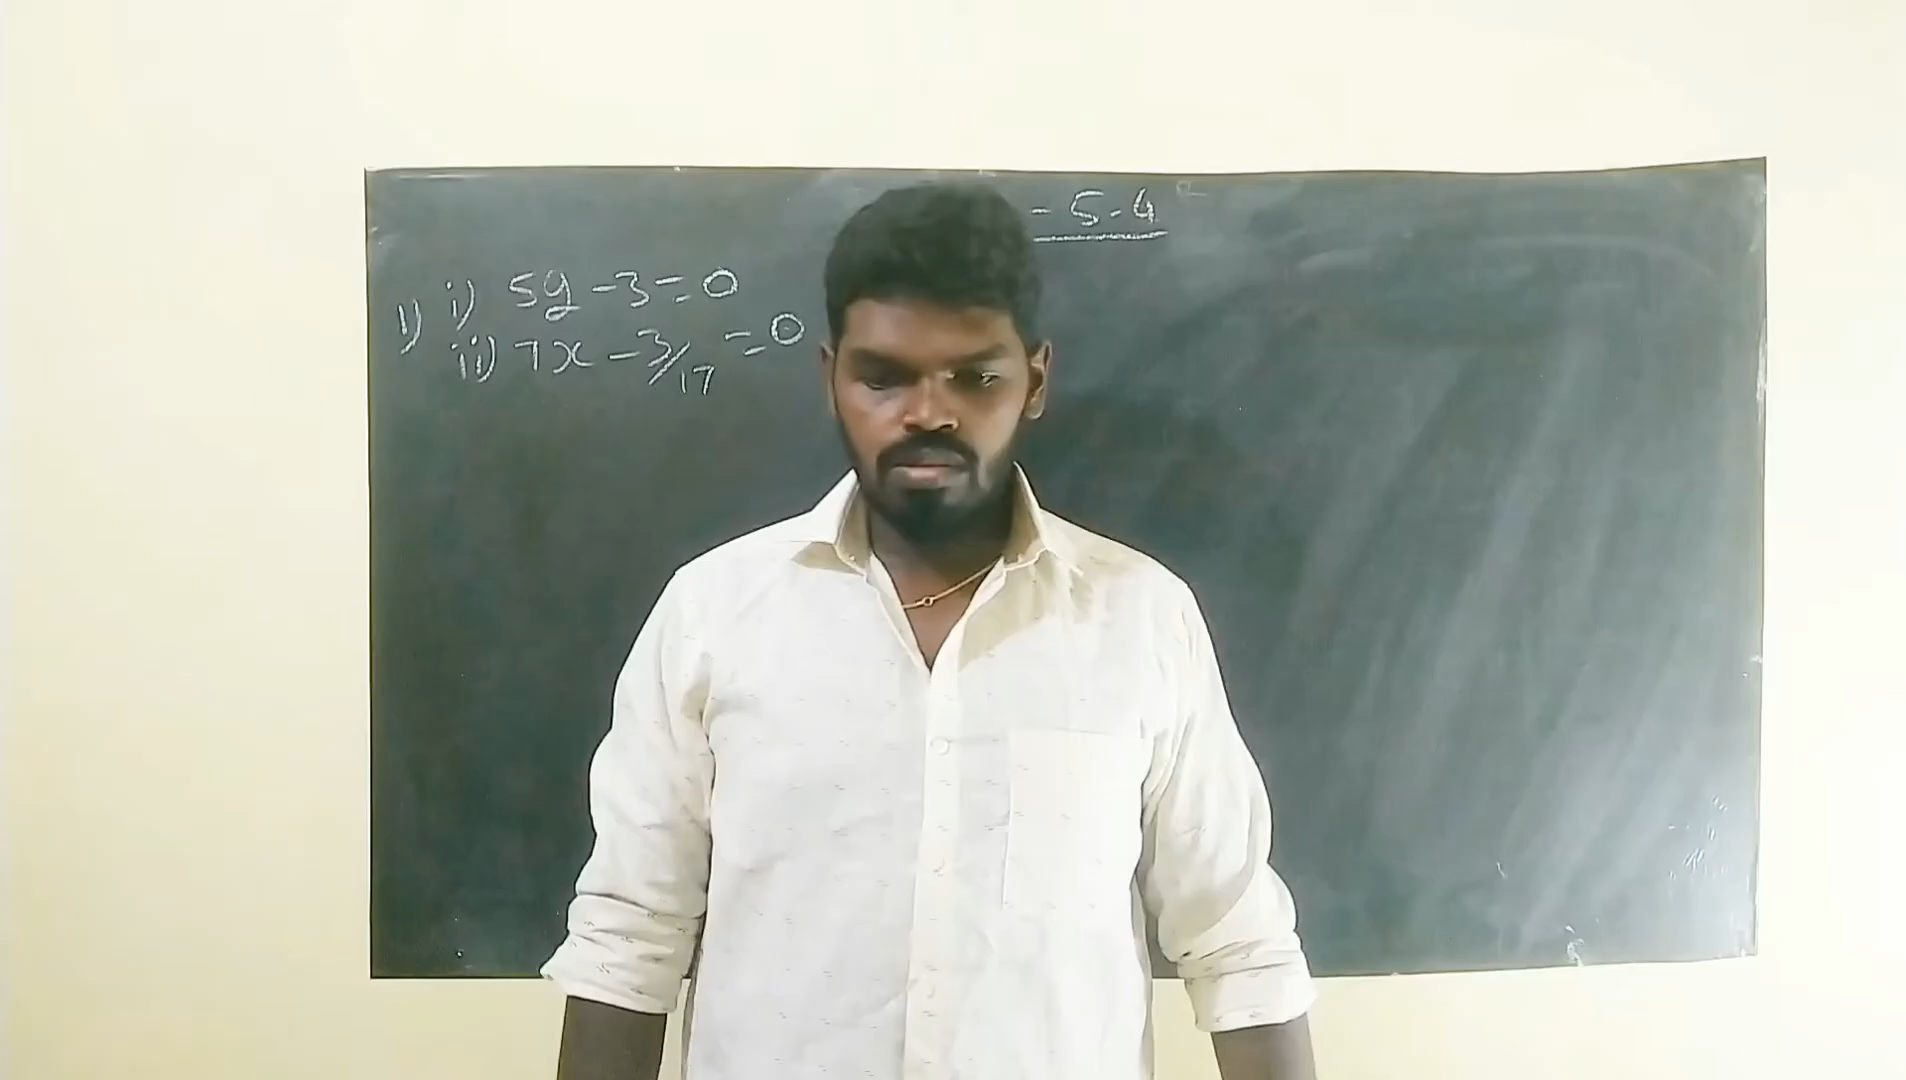 - 5.4
1) i) 5y - 3 = 0
ii) 7x - 3/17 = 0